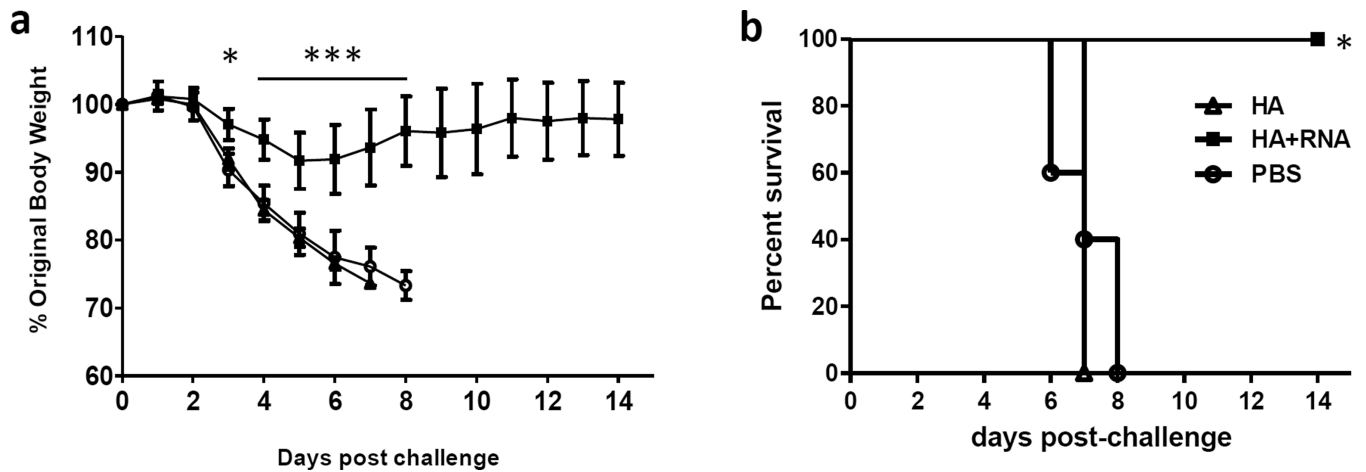 a
110
100
90
80
70
60
% Original Body Weight
*
***
0 2 4 6 8 10 12 14
Days post challenge
b
100
80
60
40
20
0
Percent survival
*
HA
HA+RNA
PBS
0 2 4 6 8 10 12 14
days post-challenge